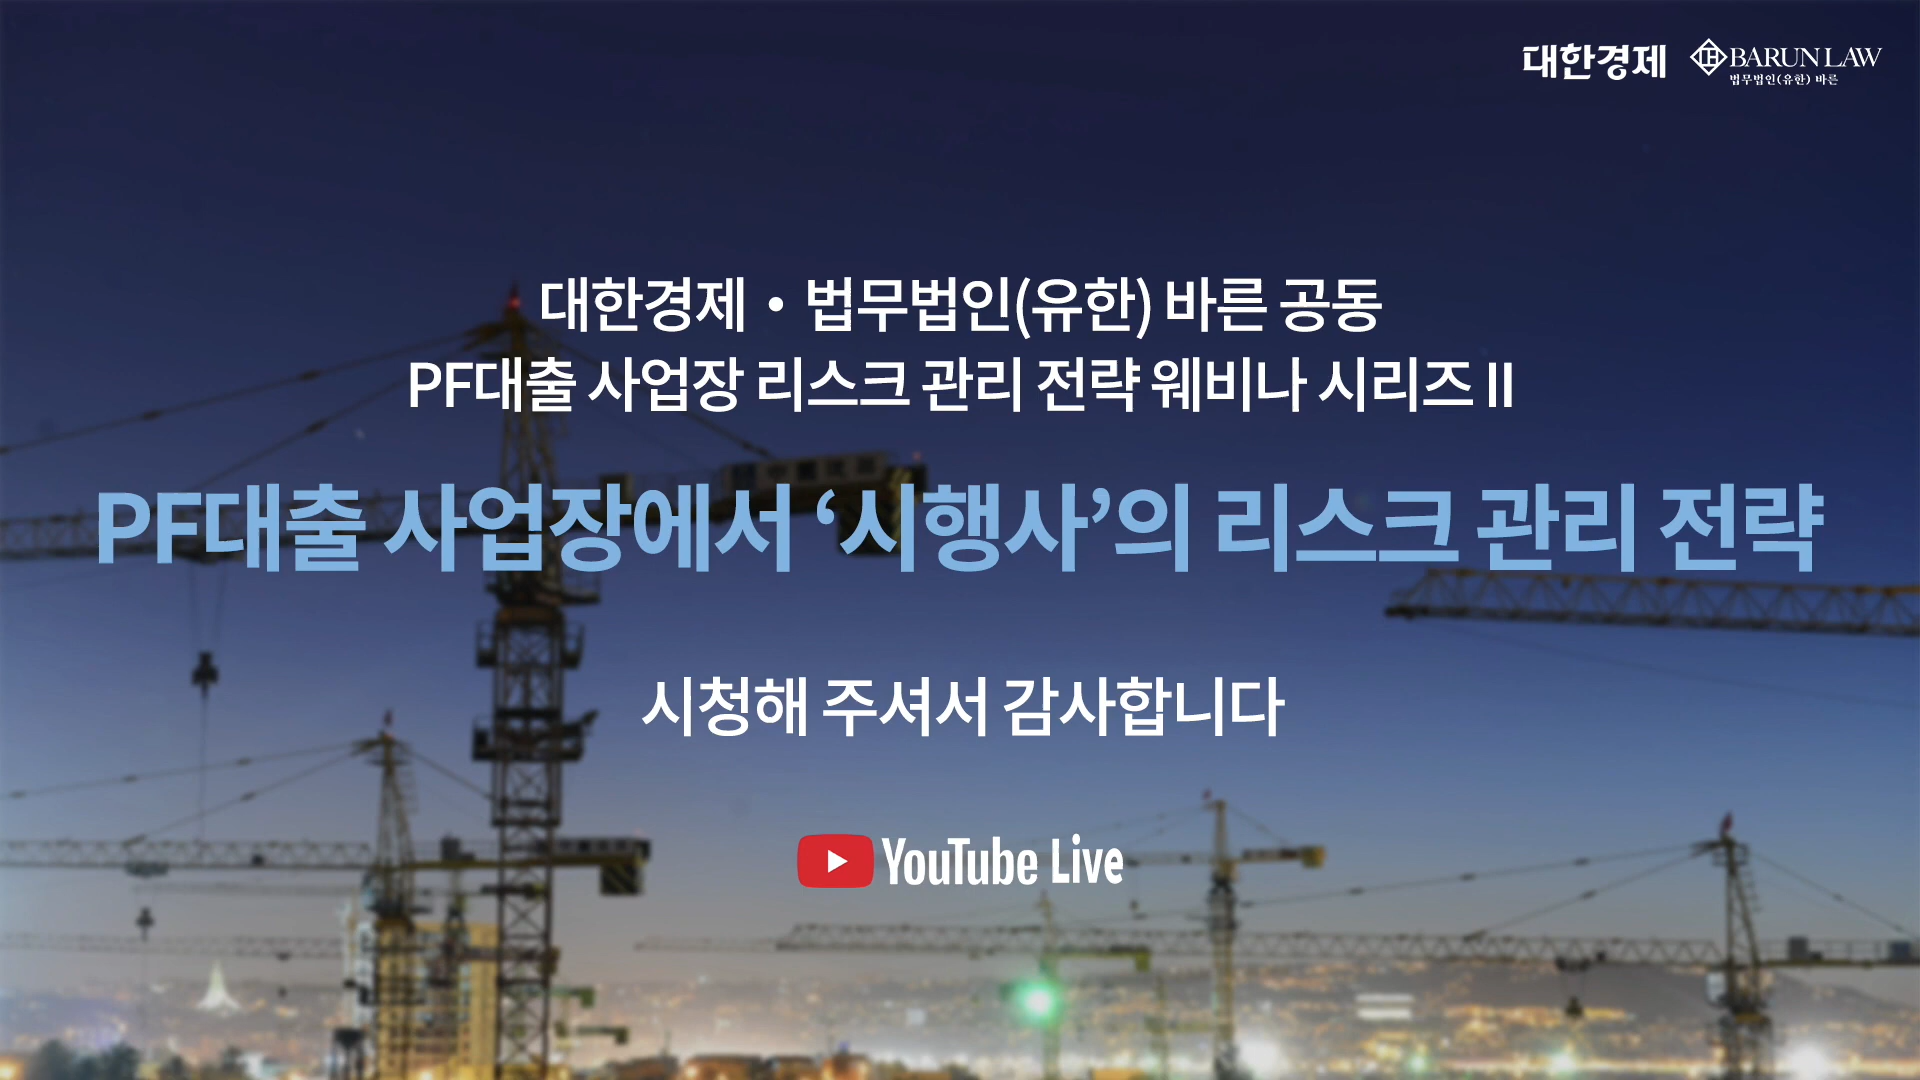 대한경제 BARUN LAW
법무법인(유한) 바른
대한경제 • 법무법인(유한) 바른 공동
PF대출 사업장 리스크 관리 전략 웨비나 시리즈 II
PF대출 사업장에서 ‘시행사’의 리스크 관리 전략
시청해 주셔서 감사합니다
YouTube Live